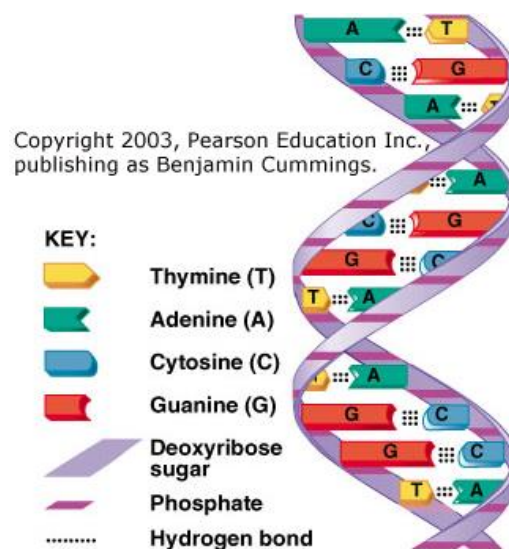 A T
C G
A T
Copyright 2003, Pearson Education Inc.,
publishing as Benjamin Cummings.
A
C G
G C
T A
A
G C
G C
T A
KEY:
Thymine (T)
Adenine (A)
Cytosine (C)
Guanine (G)
Deoxyribose
sugar
Phosphate
Hydrogen bond